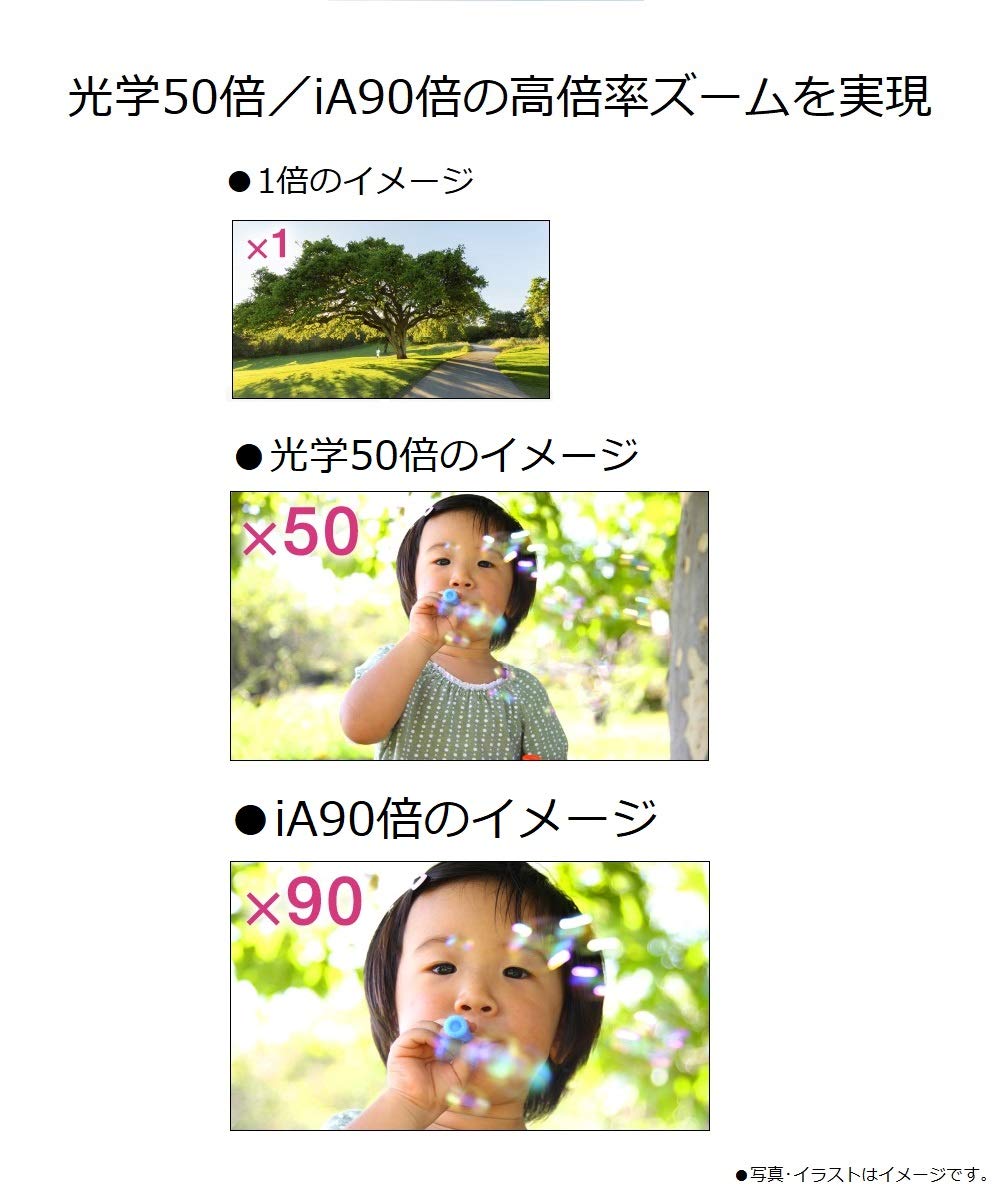 光学50倍／iA90倍の高倍率ズームを実現
●1倍のイメージ
×1
●光学50倍のイメージ
×50
●iA90倍のイメージ
×90
●写真･イラストはイメージです。